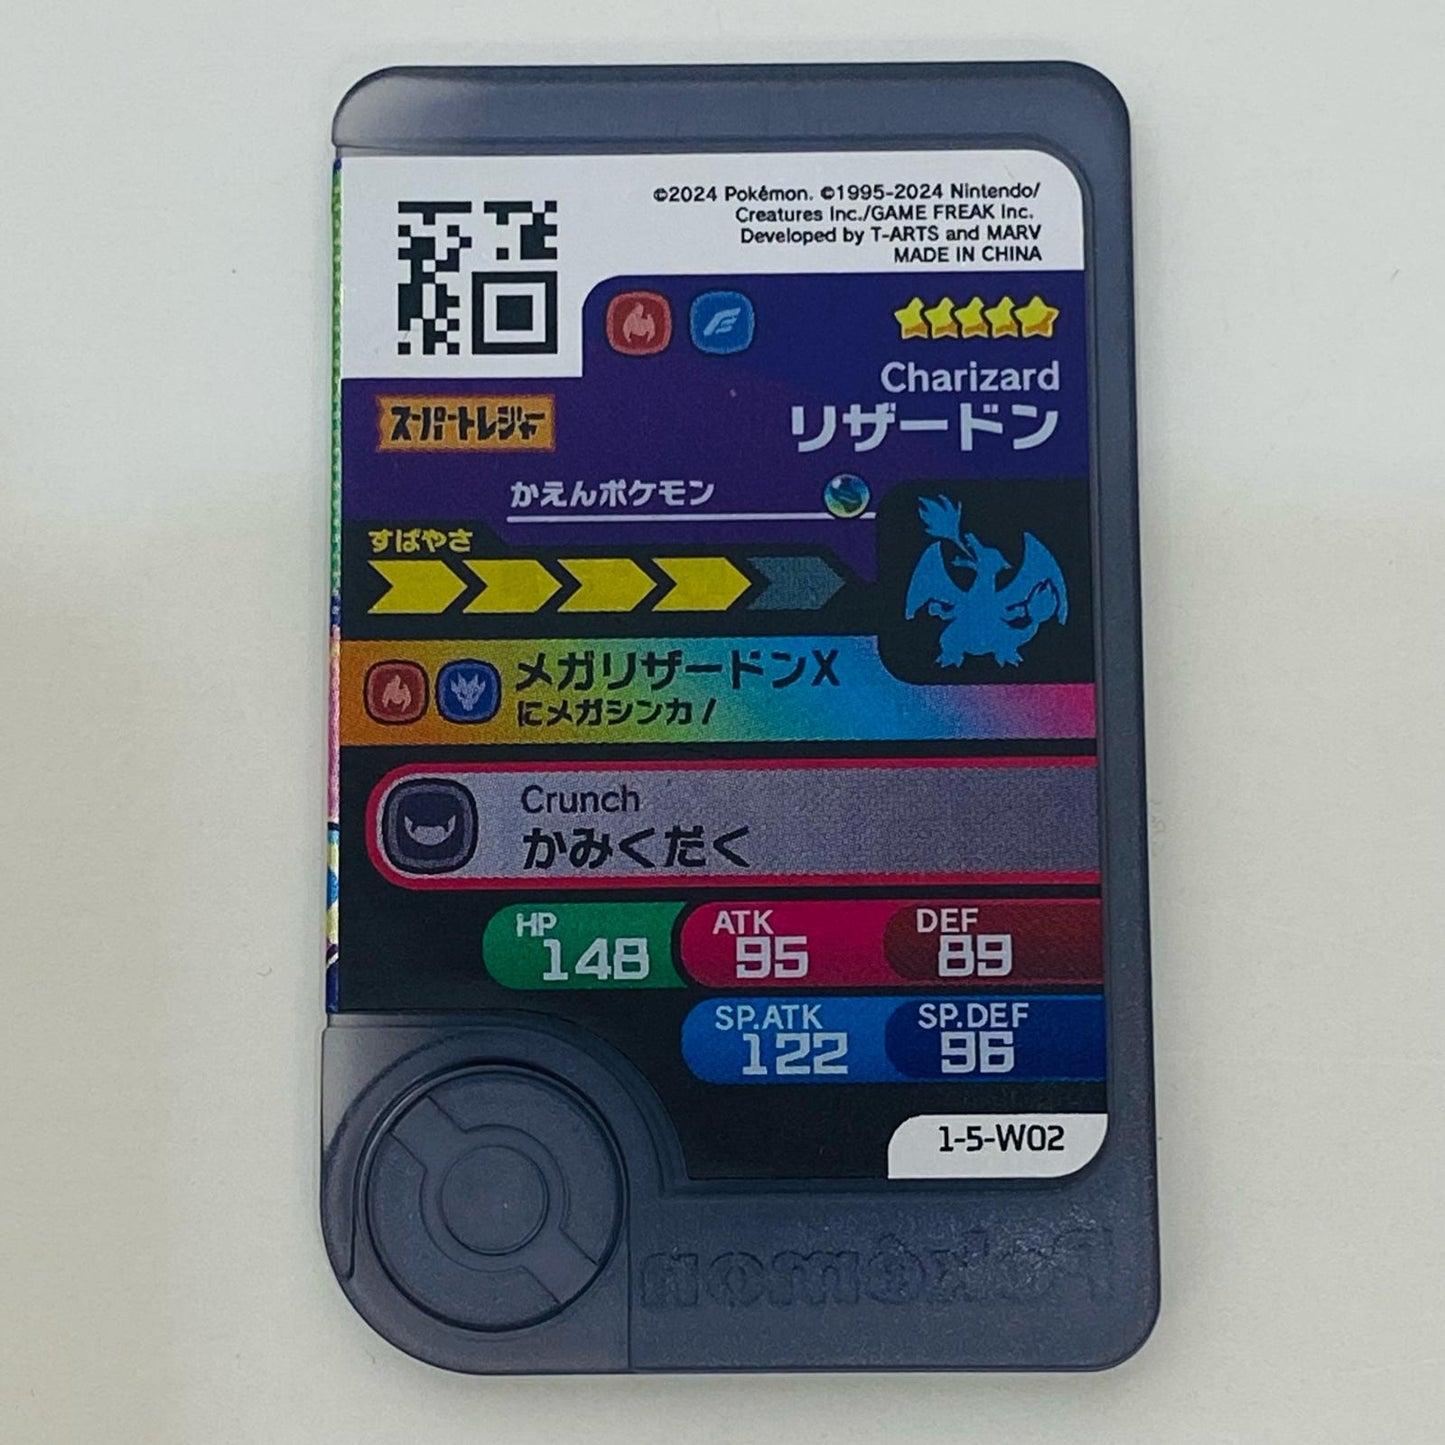 ©2024 Pokémon. ©1995-2024 Nintendo/
Creatures Inc./GAME FREAK Inc.
Developed by T-ARTS and MARV
MADE IN CHINA
Charizard
リザードン
スーパートレジャー
かえんポケモン
すばやさ
メガリザードンX
にメガシンカ!
Crunch
かみくだく
HP
148
ATK
95
DEF
89
SP.ATK
122
SP.DEF
96
1-5-W02
Pokémon